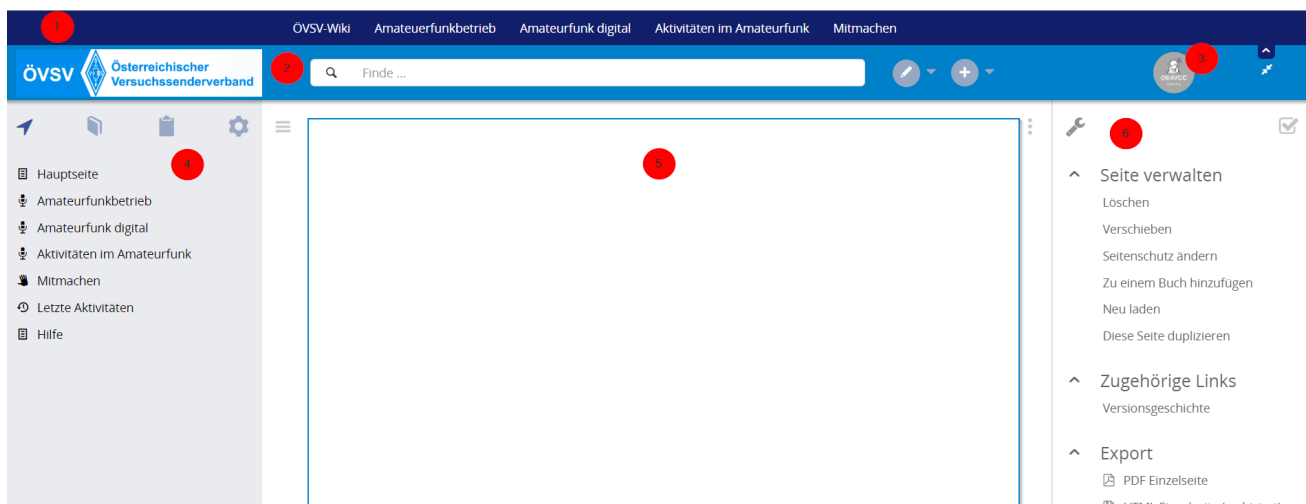 1
ÖVSV-Wiki Amateuerfunkbetrieb Amateurfunk digital Aktivitäten im Amateurfunk Mitmachen
ÖVSV Österreichischer
Versuchssenderverband
2
Finde ...
3
OE4VCC
4
5
6
Hauptseite
Amateurfunkbetrieb
Amateurfunk digital
Aktivitäten im Amateurfunk
Mitmachen
Letzte Aktivitäten
Hilfe
Seite verwalten
Löschen
Verschieben
Seitenschutz ändern
Zu einem Buch hinzufügen
Neu laden
Diese Seite duplizieren
Zugehörige Links
Versionsgeschichte
Export
PDF Einzelseite